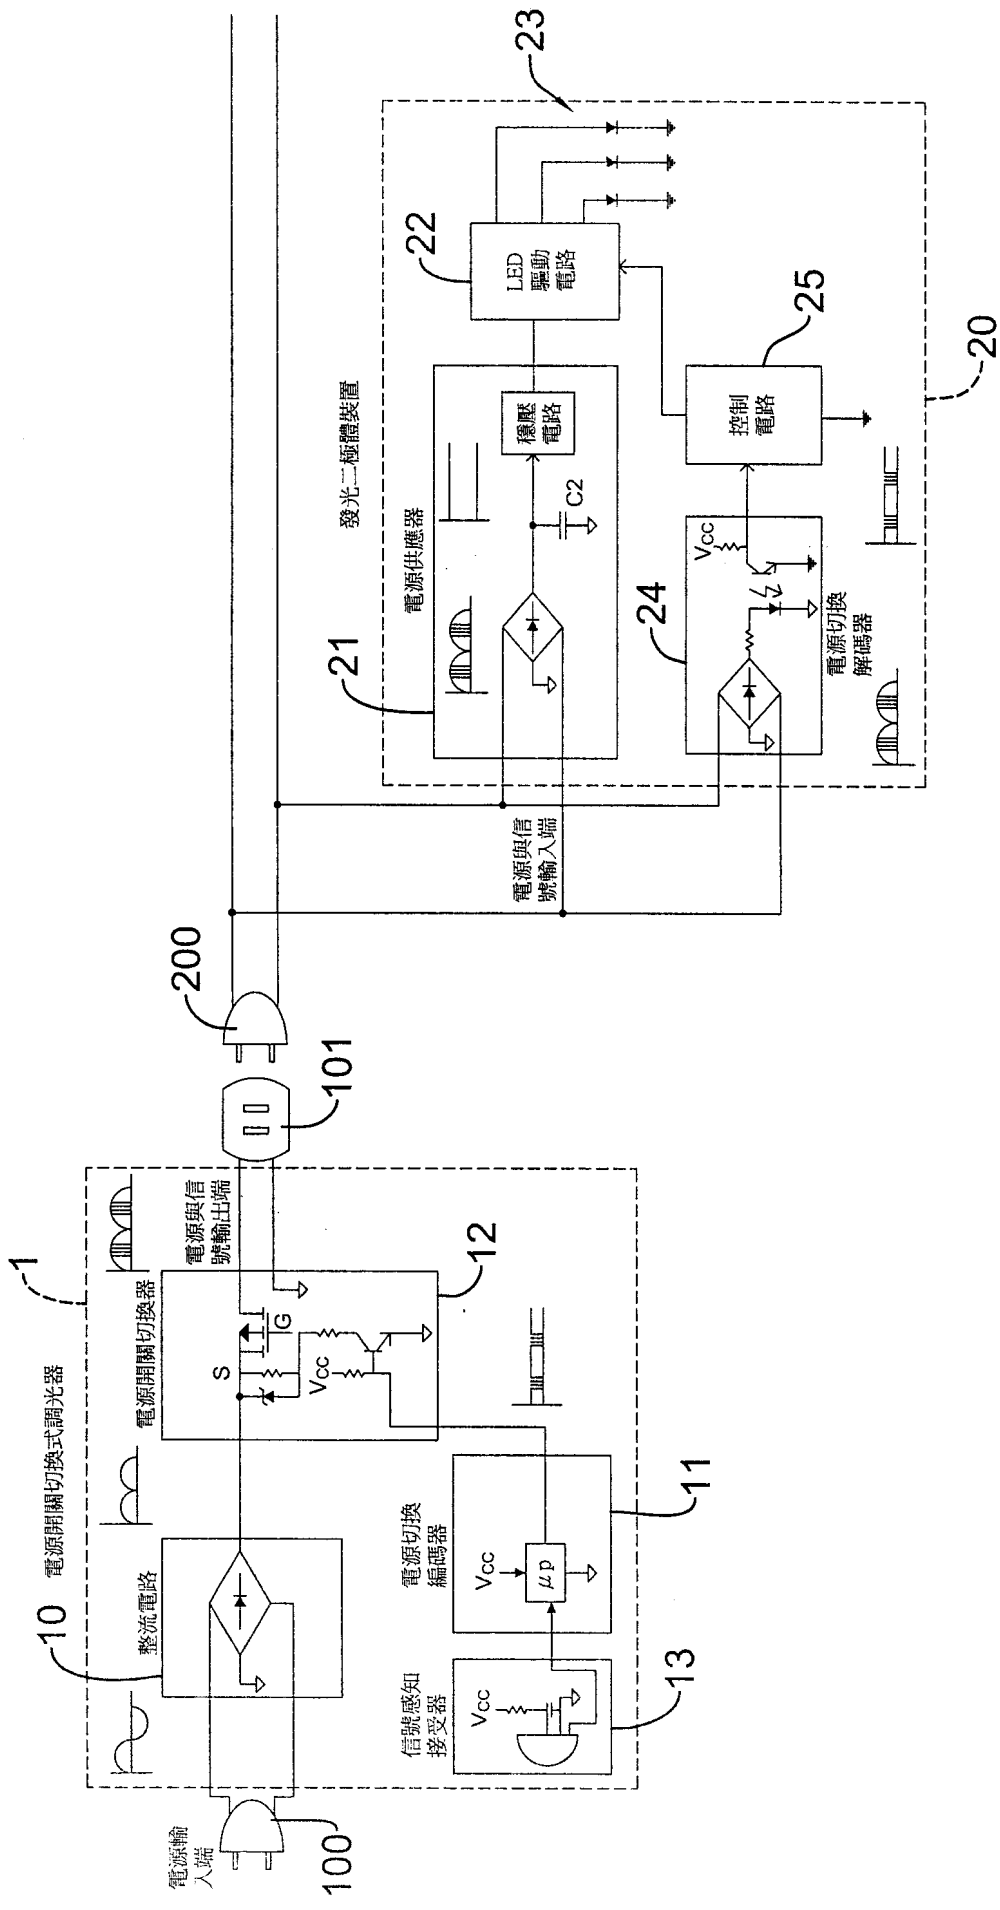 1
電源開關切換式調光器
10
整流電路
電源開關切換器
電源與信
號輸出端
S
G
Vcc
12
電源輸
入端
100
101
200
信號感知
接受器
Vcc
13
電源切換
編碼器
Vcc
μp
11
發光二極體裝置
電源供應器
21
C2
穩壓
電路
22
LED
驅動
電路
23
電源與信
號輸入端
24
Vcc
電源切換
解碼器
控制
電路
25
20